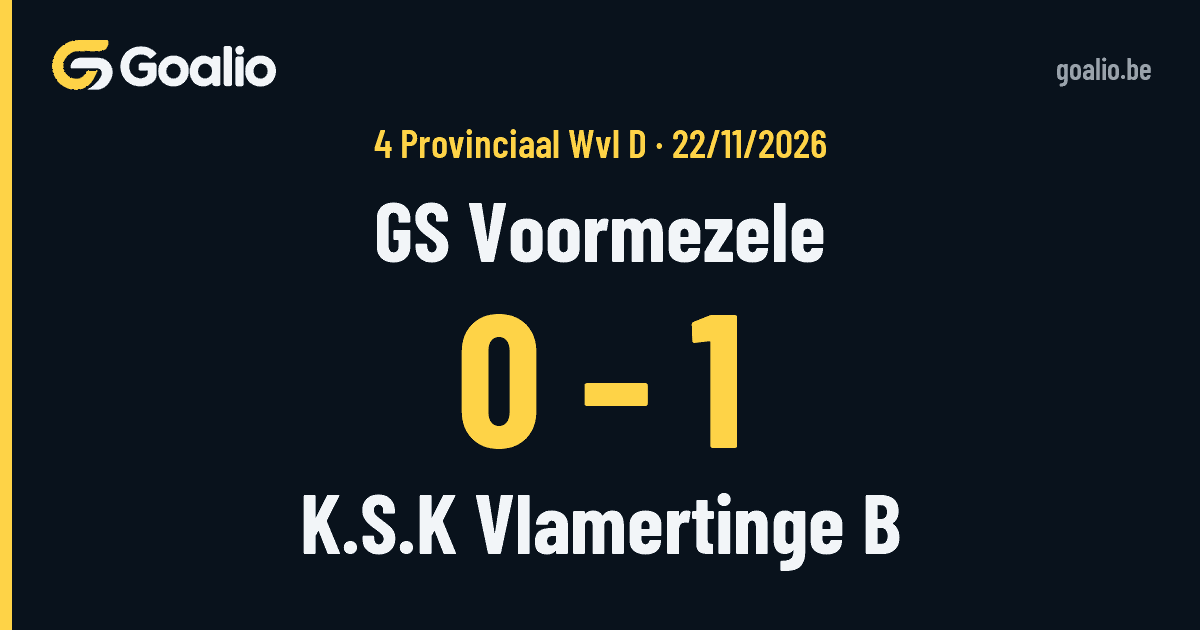 Goalio
goalio.be
4 Provinciaal Wvl D · 22/11/2026
GS Voormezele
0 – 1
K.S.K Vlamertinge B